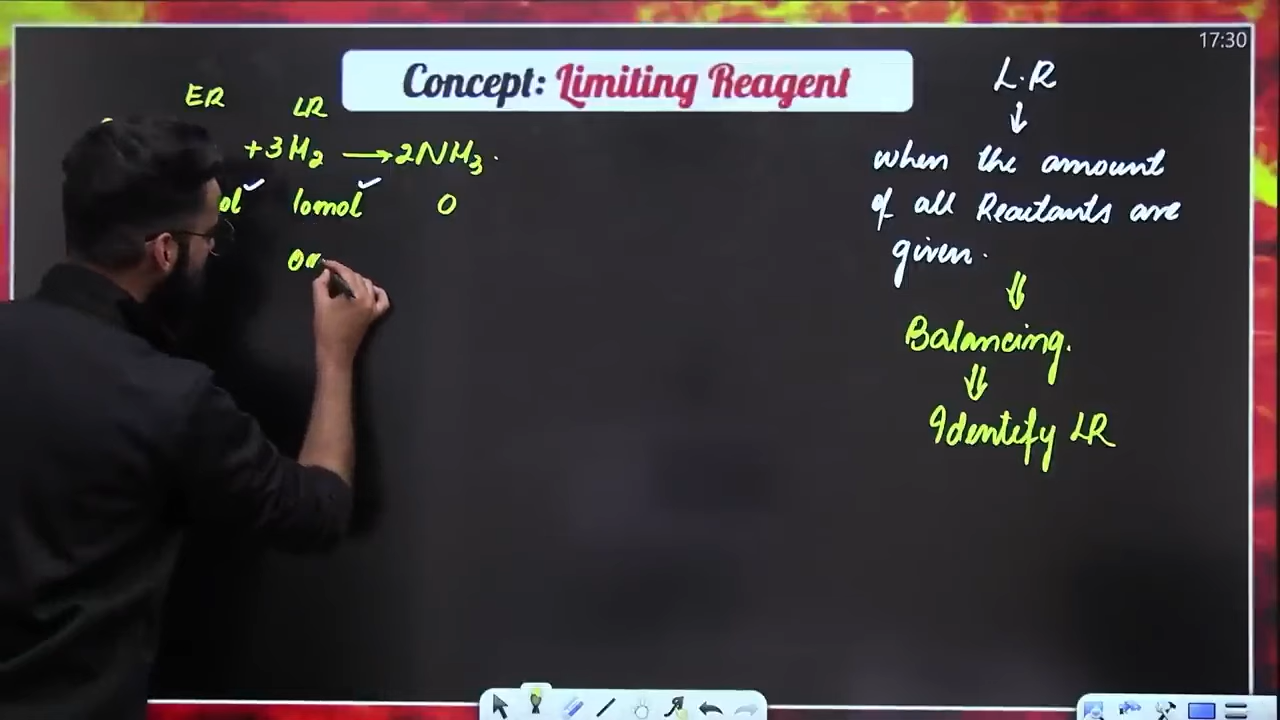 17:30
Concept: Limiting Reagent
ER LR
+3H₂ → 2NH₃.
10mol 0
L.R
↓
when the amount
of all Reactants are
given.
⇓
Balancing.
⇓
Identify LR